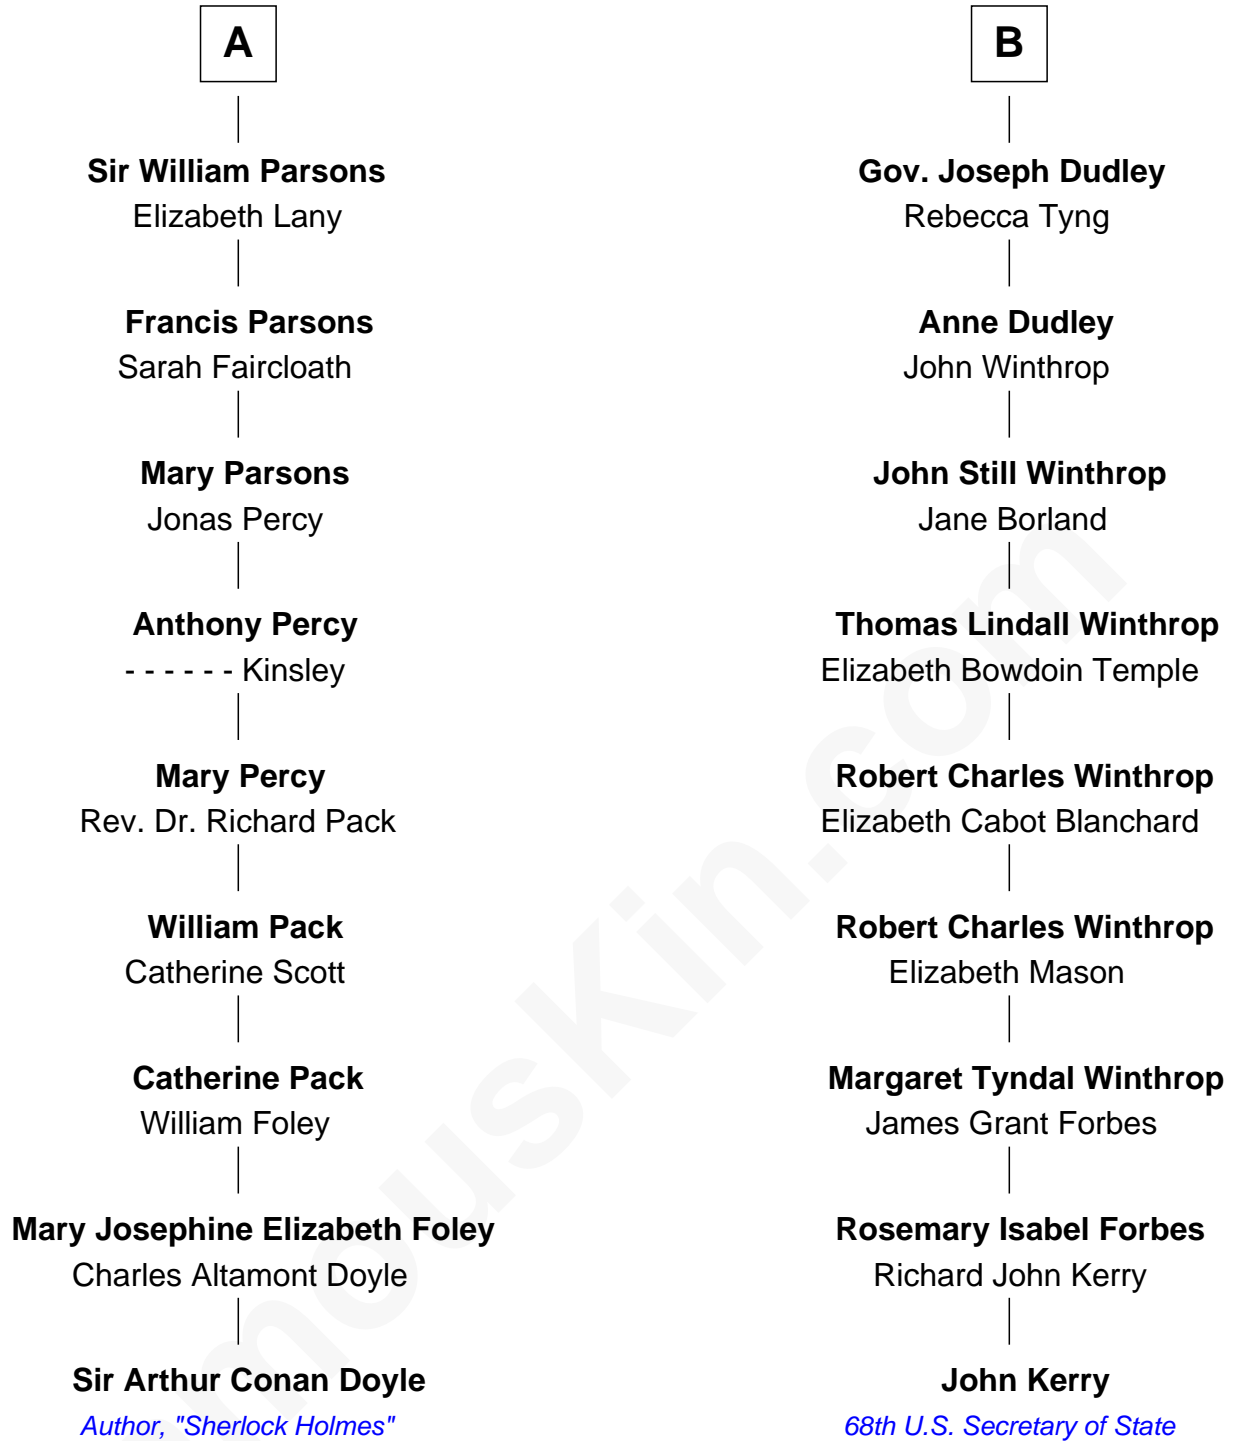 A
Sir William Parsons
Elizabeth Lany
Francis Parsons
Sarah Faircloath
Mary Parsons
Jonas Percy
Anthony Percy
- - - - - - Kinsley
Mary Percy
Rev. Dr. Richard Pack
William Pack
Catherine Scott
Catherine Pack
William Foley
Mary Josephine Elizabeth Foley
Charles Altamont Doyle
Sir Arthur Conan Doyle
Author, "Sherlock Holmes"
B
Gov. Joseph Dudley
Rebecca Tyng
Anne Dudley
John Winthrop
John Still Winthrop
Jane Borland
Thomas Lindall Winthrop
Elizabeth Bowdoin Temple
Robert Charles Winthrop
Elizabeth Cabot Blanchard
Robert Charles Winthrop
Elizabeth Mason
Margaret Tyndal Winthrop
James Grant Forbes
Rosemary Isabel Forbes
Richard John Kerry
John Kerry
68th U.S. Secretary of State
mousKin.com